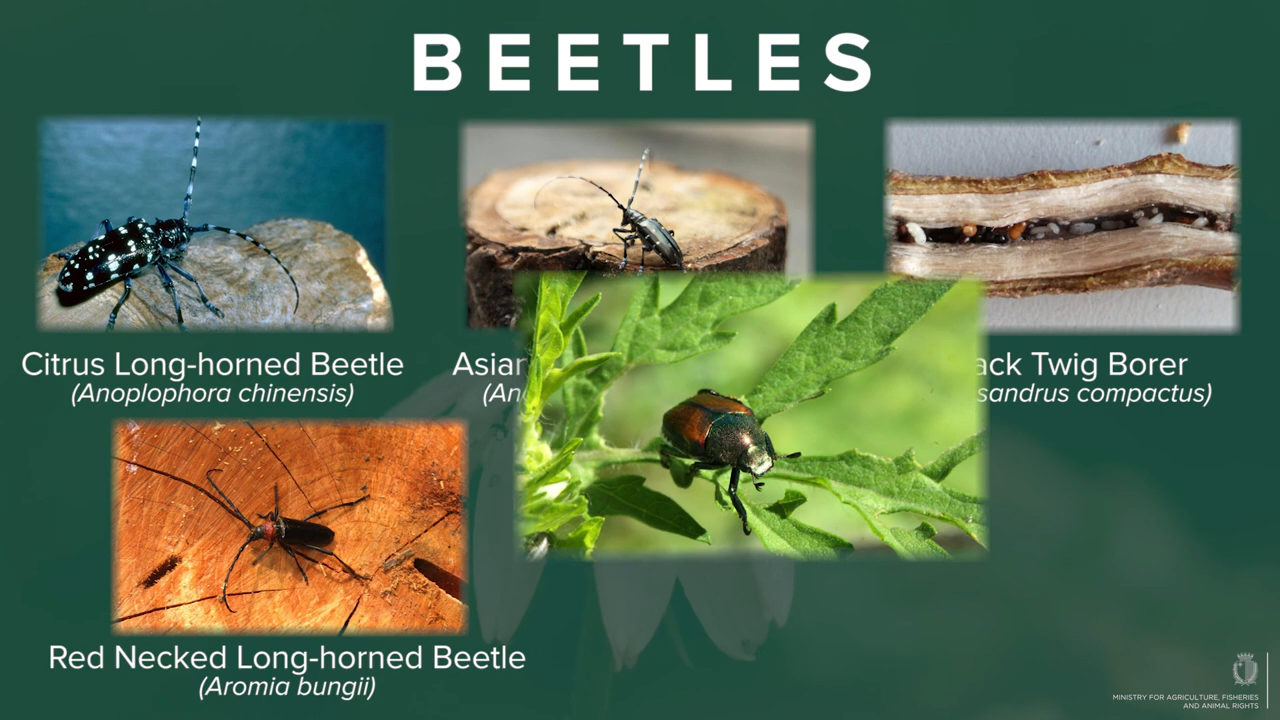 BEETLES
Citrus Long-horned Beetle
(Anoplophora chinensis)
Asian
ack Twig Borer
sandrus compactus)
Red Necked Long-horned Beetle
(Aromia bungii)
MINISTRY FOR AGRICULTURE, FISHERIES
AND ANIMAL RIGHTS